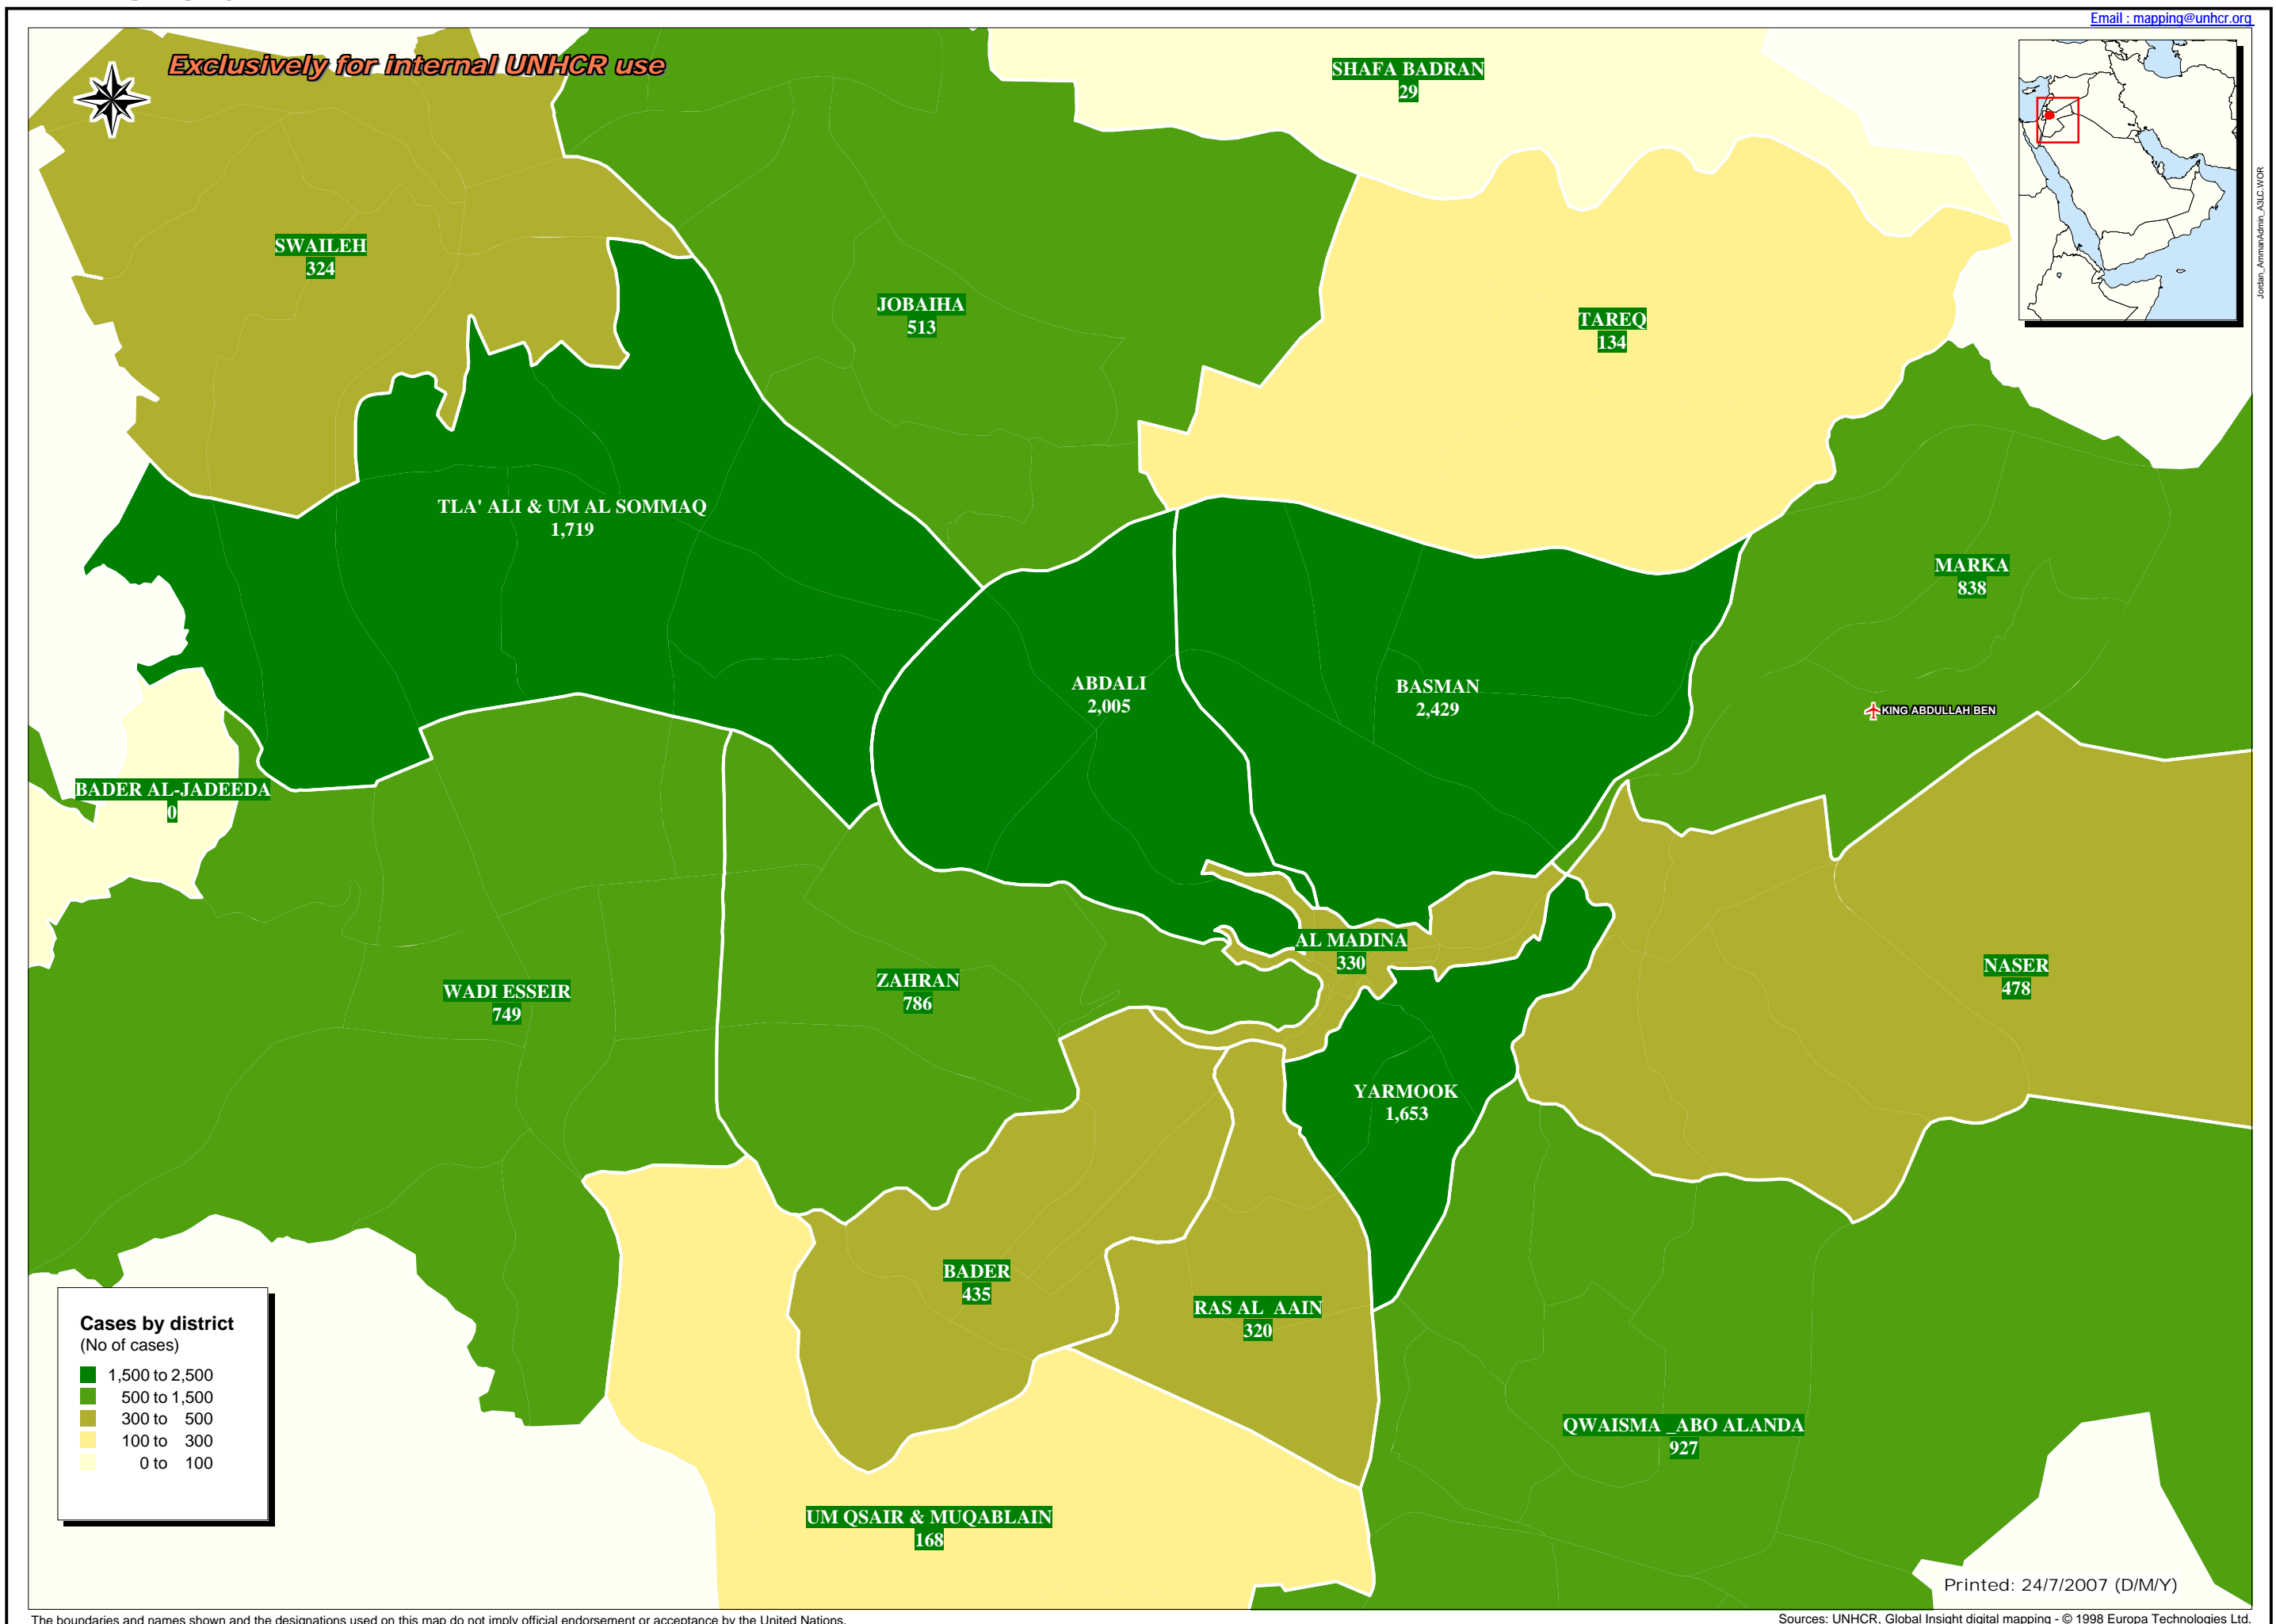 Email : mapping@unhcr.org
Exclusively for internal UNHCR use
SHAFA BADRAN
29
Jordan_AmmanAdmin_A3LC.WOR
SWAILEH
324
JOBAIHA
513
TAREQ
134
TLA' ALI & UM AL SOMMAQ
1,719
MARKA
838
ABDALI
2,005
BASMAN
2,429
KING ABDULLAH BEN
BADER AL-JADEEDA
0
AL MADINA
330
WADI ESSEIR
749
ZAHRAN
786
NASER
478
YARMOOK
1,653
BADER
435
RAS AL AAIN
320
Cases by district
(No of cases)
1,500 to 2,500
500 to 1,500
300 to 500
100 to 300
0 to 100
QWAISMA _ABO ALANDA
927
UM QSAIR & MUQABLAIN
168
Printed: 24/7/2007 (D/M/Y)
The boundaries and names shown and the designations used on this map do not imply official endorsement or acceptance by the United Nations.
Sources: UNHCR, Global Insight digital mapping - © 1998 Europa Technologies Ltd.